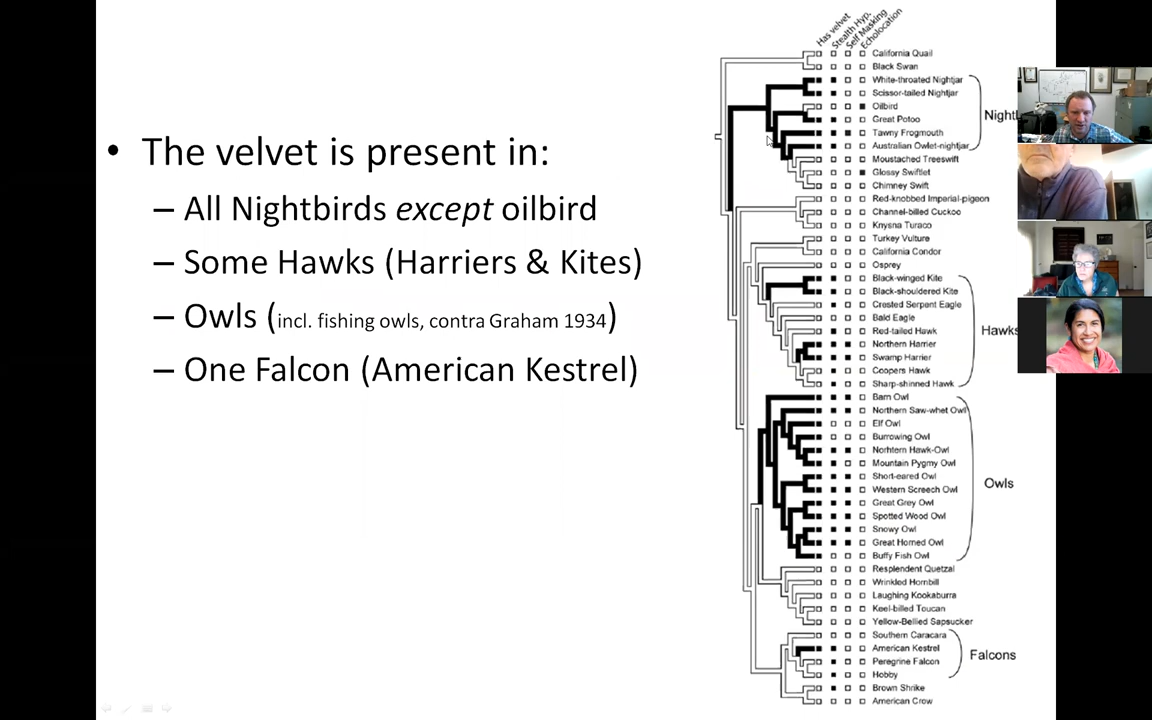 • The velvet is present in:
– All Nightbirds except oilbird
– Some Hawks (Harriers & Kites)
– Owls (incl. fishing owls, contra Graham 1934)
– One Falcon (American Kestrel)
Has velvet
Stealth Hyp.
Self Masking
Echolocation
California Quail
Black Swan
White-throated Nightjar
Scissor-tailed Nightjar
Oilbird
Great Potoo
Tawny Frogmouth
Australian Owlet-nightjar
Moustached Treeswift
Glossy Swiftlet
Chimney Swift
Red-knobbed Imperial-pigeon
Channel-billed Cuckoo
Knysna Turaco
Turkey Vulture
California Condor
Osprey
Black-winged Kite
Black-shouldered Kite
Crested Serpent Eagle
Bald Eagle
Red-tailed Hawk
Northern Harrier
Swamp Harrier
Coopers Hawk
Sharp-shinned Hawk
Barn Owl
Northern Saw-whet Owl
Elf Owl
Burrowing Owl
Norhtern Hawk-Owl
Mountain Pygmy Owl
Short-eared Owl
Western Screech Owl
Great Grey Owl
Spotted Wood Owl
Snowy Owl
Great Horned Owl
Buffy Fish Owl
Resplendent Quetzal
Wrinkled Hornbill
Laughing Kookaburra
Keel-billed Toucan
Yellow-Bellied Sapsucker
Southern Caracara
American Kestrel
Peregrine Falcon
Hobby
Brown Shrike
American Crow
Hawks
Owls
Falcons